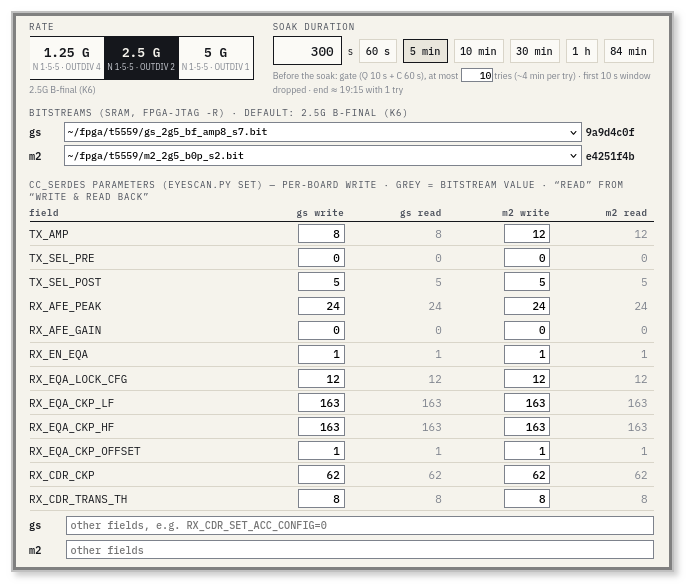 RATE
SOAK DURATION
1.25 G
N 1-5-5 · OUTDIV 4
2.5 G
N 1-5-5 · OUTDIV 2
5 G
N 1-5-5 · OUTDIV 1
300 s
60 s
5 min
10 min
30 min
1 h
84 min
2.5G B-final (K6)
Before the soak: gate (Q 10 s + C 60 s), at most 10 tries (~4 min per try) · first 10 s window
dropped · end ≈ 19:15 with 1 try
BITSTREAMS (SRAM, FPGA-JTAG -R) · DEFAULT: 2.5G B-FINAL (K6)
gs ~/fpga/t5559/gs_2g5_bf_amp8_s7.bit 9a9d4c0f
m2 ~/fpga/t5559/m2_2g5_b0p_s2.bit e4251f4b
CC_SERDES PARAMETERS (EYESCAN.PY SET) — PER-BOARD WRITE · GREY = BITSTREAM VALUE · “READ” FROM
“WRITE & READ BACK”
field gs write gs read m2 write m2 read
TX_AMP 8 8 12 12
TX_SEL_PRE 0 0 0 0
TX_SEL_POST 5 5 5 5
RX_AFE_PEAK 24 24 24 24
RX_AFE_GAIN 0 0 0 0
RX_EN_EQA 1 1 1 1
RX_EQA_LOCK_CFG 12 12 12 12
RX_EQA_CKP_LF 163 163 163 163
RX_EQA_CKP_HF 163 163 163 163
RX_EQA_CKP_OFFSET 1 1 1 1
RX_CDR_CKP 62 62 62 62
RX_CDR_TRANS_TH 8 8 8 8
gs other fields, e.g. RX_CDR_SET_ACC_CONFIG=0
m2 other fields